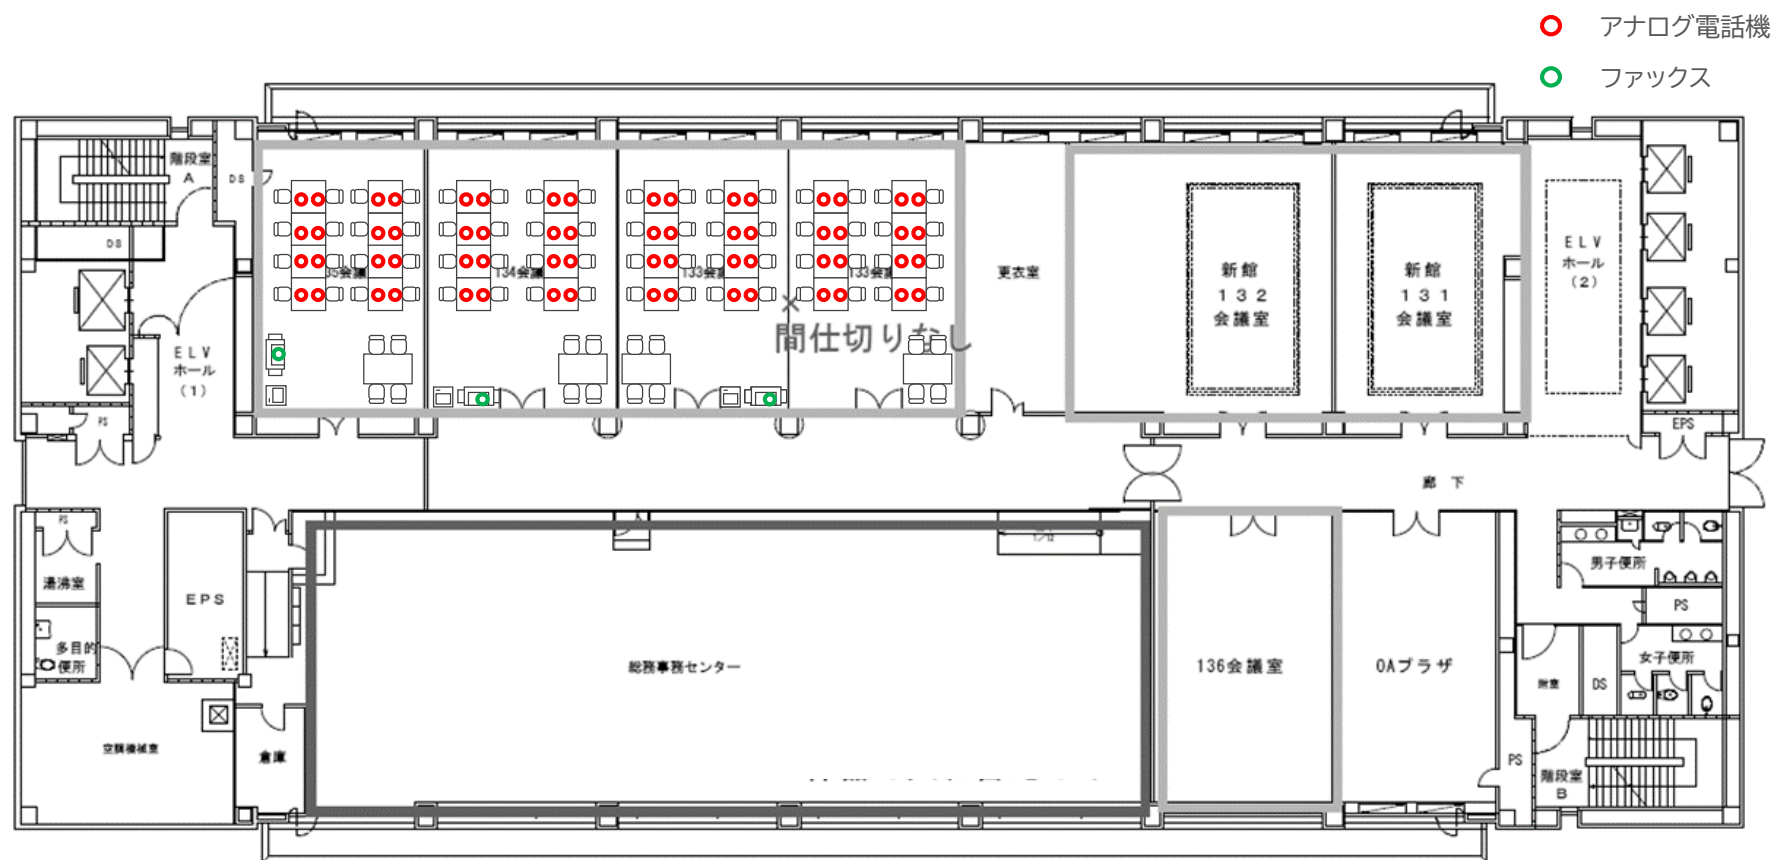 アナログ電話機
ファックス
階段室
A
DS
DS
35会議
134会議
133会議
133会議
間仕切りなし
更衣室
新館
132
会議室
新館
131
会議室
ELV
ホール
(2)
ELV
ホール
(1)
PS
EPS
廊下
PS
湯沸室
EPS
多目的
便所
空調機械室
倉庫
総務事務センター
1/12
136会議室
OAプラザ
男子便所
PS
女子便所
附室
DS
PS
階段室
B